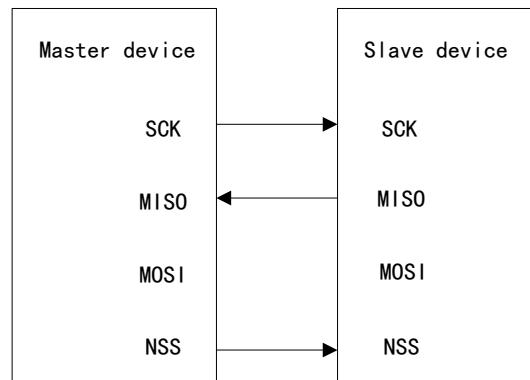 Master device Slave device
SCK SCK
MISO MISO
MOSI MOSI
NSS NSS